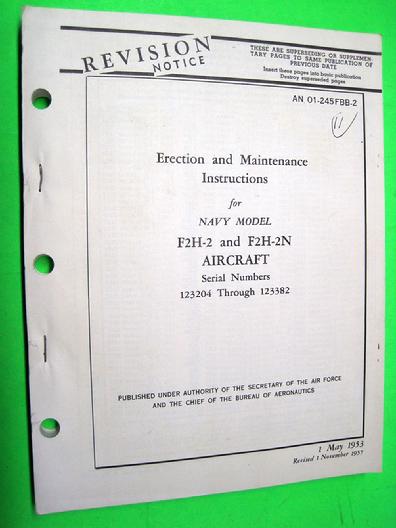 REVISION
NOTICE
THESE ARE SUPERSEDING OR SUPPLEMEN-
TARY PAGES TO SAME PUBLICATION OF
PREVIOUS DATE
Insert these pages into basic publication
Destroy superseded pages
AN 01-245FBB-2
Erection and Maintenance
Instructions
for
NAVY MODEL
F2H-2 and F2H-2N
AIRCRAFT
Serial Numbers
123204 Through 123382
PUBLISHED UNDER AUTHORITY OF THE SECRETARY OF THE AIR FORCE
AND THE CHIEF OF THE BUREAU OF AERONAUTICS
1 May 1953
Revised 1 November 1957